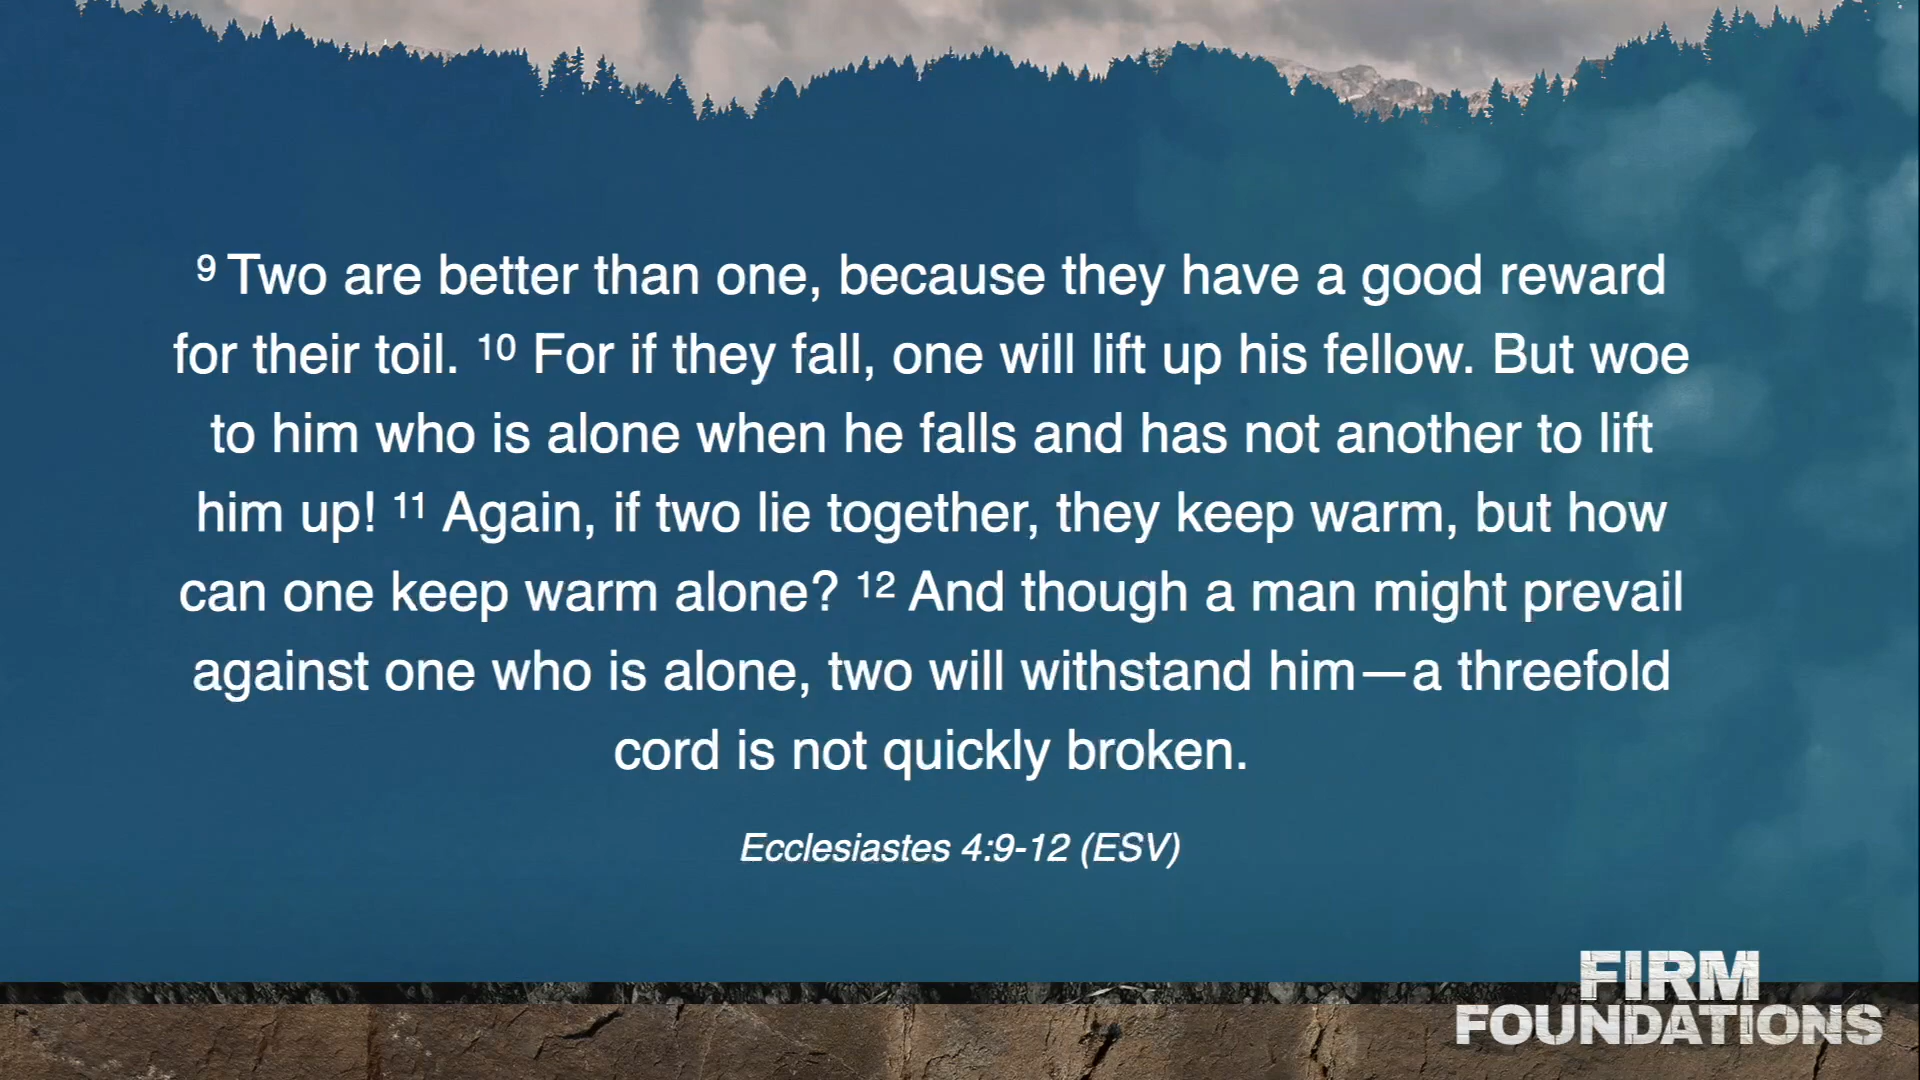 9 Two are better than one, because they have a good reward
for their toil. 10 For if they fall, one will lift up his fellow. But woe
to him who is alone when he falls and has not another to lift
him up! 11 Again, if two lie together, they keep warm, but how
can one keep warm alone? 12 And though a man might prevail
against one who is alone, two will withstand him—a threefold
cord is not quickly broken.
Ecclesiastes 4:9-12 (ESV)
FIRM
FOUNDATIONS